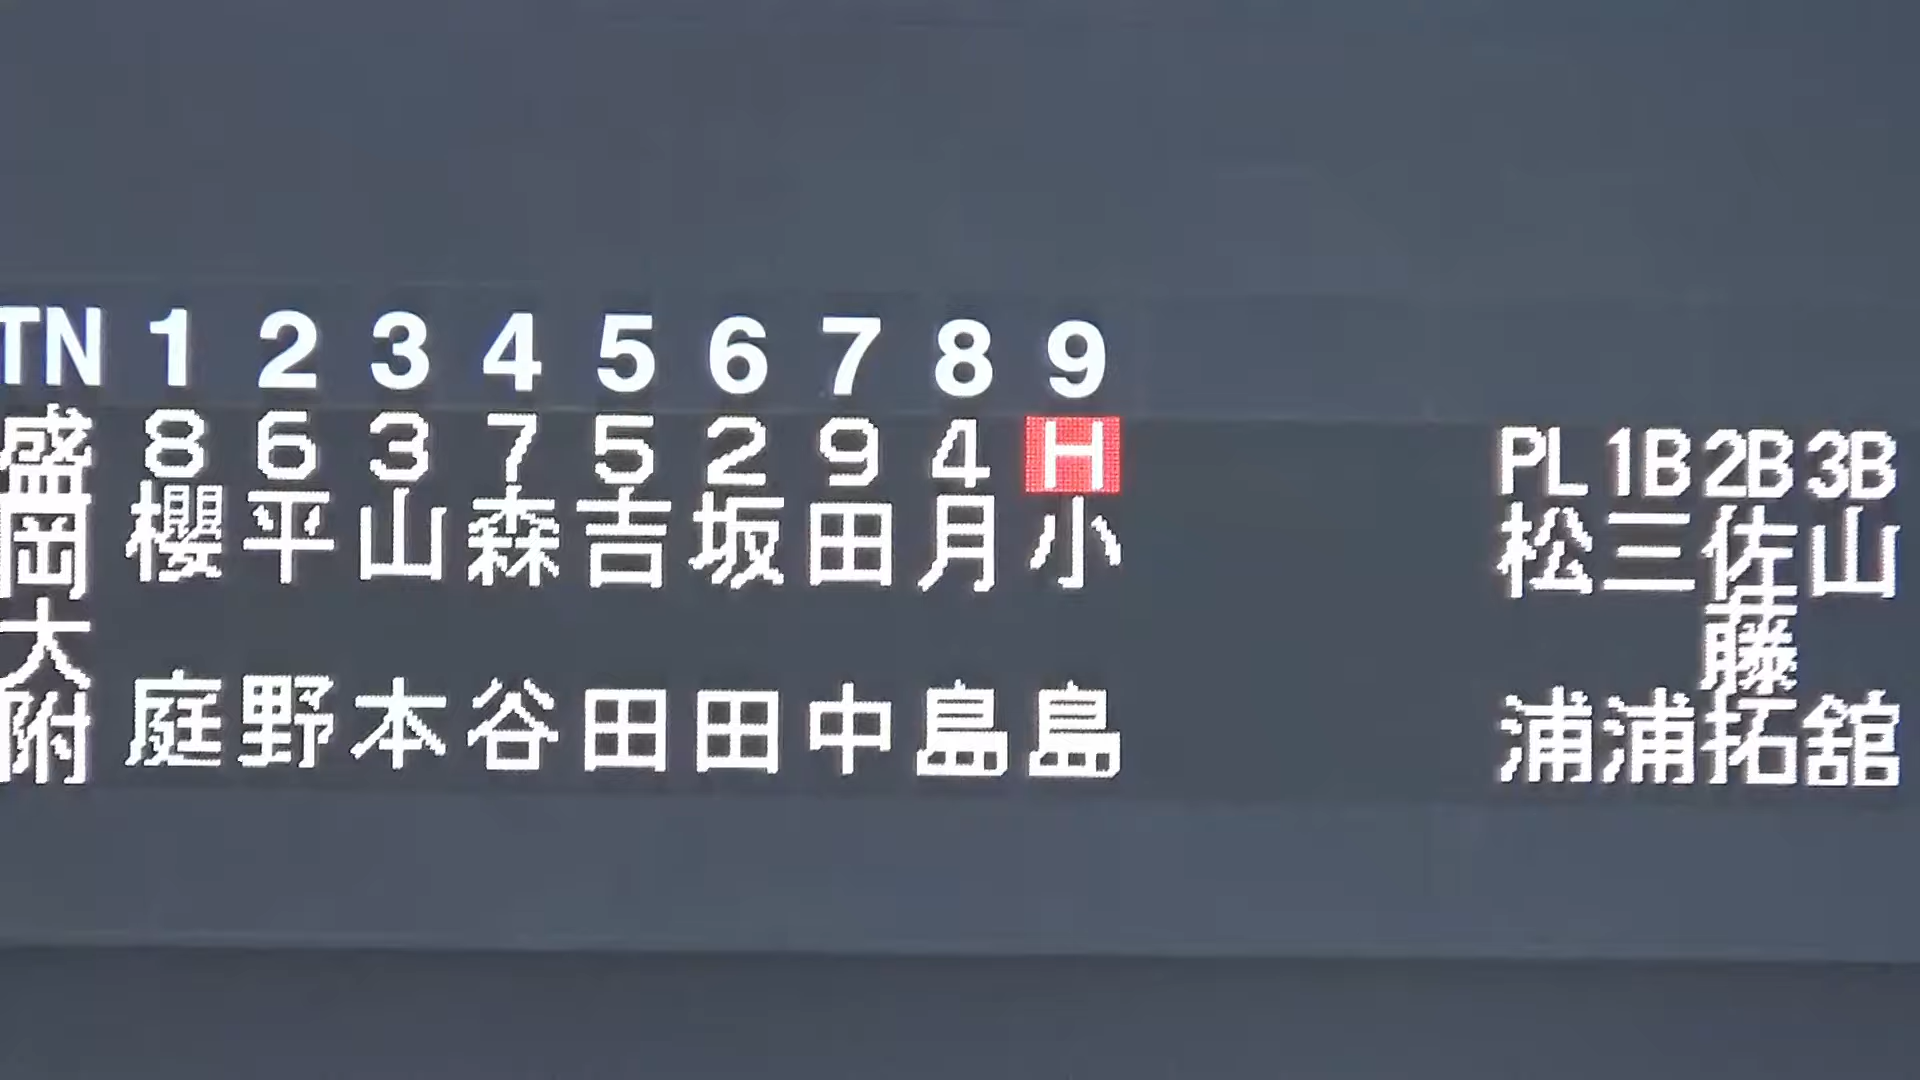 TN 1 2 3 4 5 6 7 8 9
8 6 3 7 5 2 9 4 H
盛岡大附
櫻庭
平野
山本
森谷
吉田
坂田
田中
月島
小島
PL 1B 2B 3B
松浦
三浦
佐藤拓
山舘